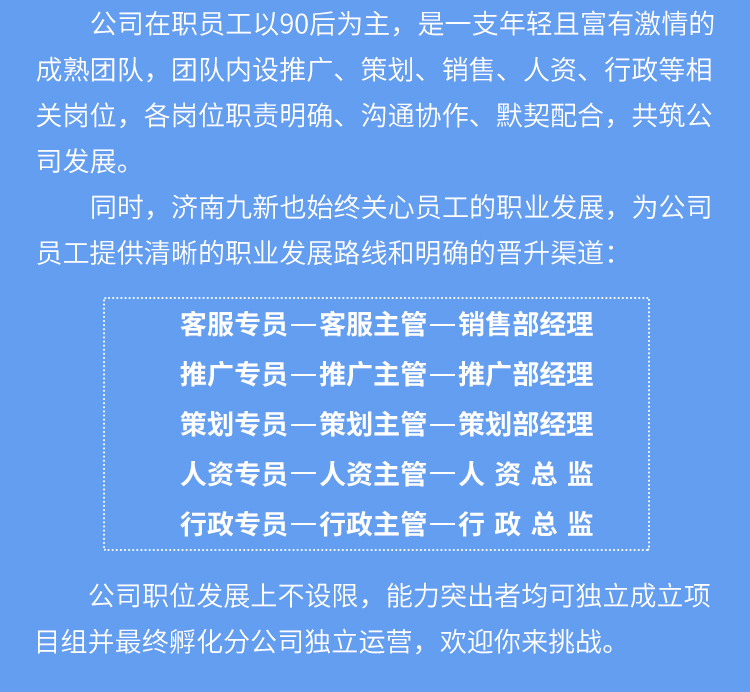 公司在职员工以90后为主，是一支年轻且富有激情的
成熟团队，团队内设推广、策划、销售、人资、行政等相
关岗位，各岗位职责明确、沟通协作、默契配合，共筑公
司发展。
同时，济南九新也始终关心员工的职业发展，为公司
员工提供清晰的职业发展路线和明确的晋升渠道：
客服专员—客服主管—销售部经理
推广专员—推广主管—推广部经理
策划专员—策划主管—策划部经理
人资专员—人资主管—人 资 总 监
行政专员—行政主管—行 政 总 监
公司职位发展上不设限，能力突出者均可独立成立项
目组并最终孵化分公司独立运营，欢迎你来挑战。